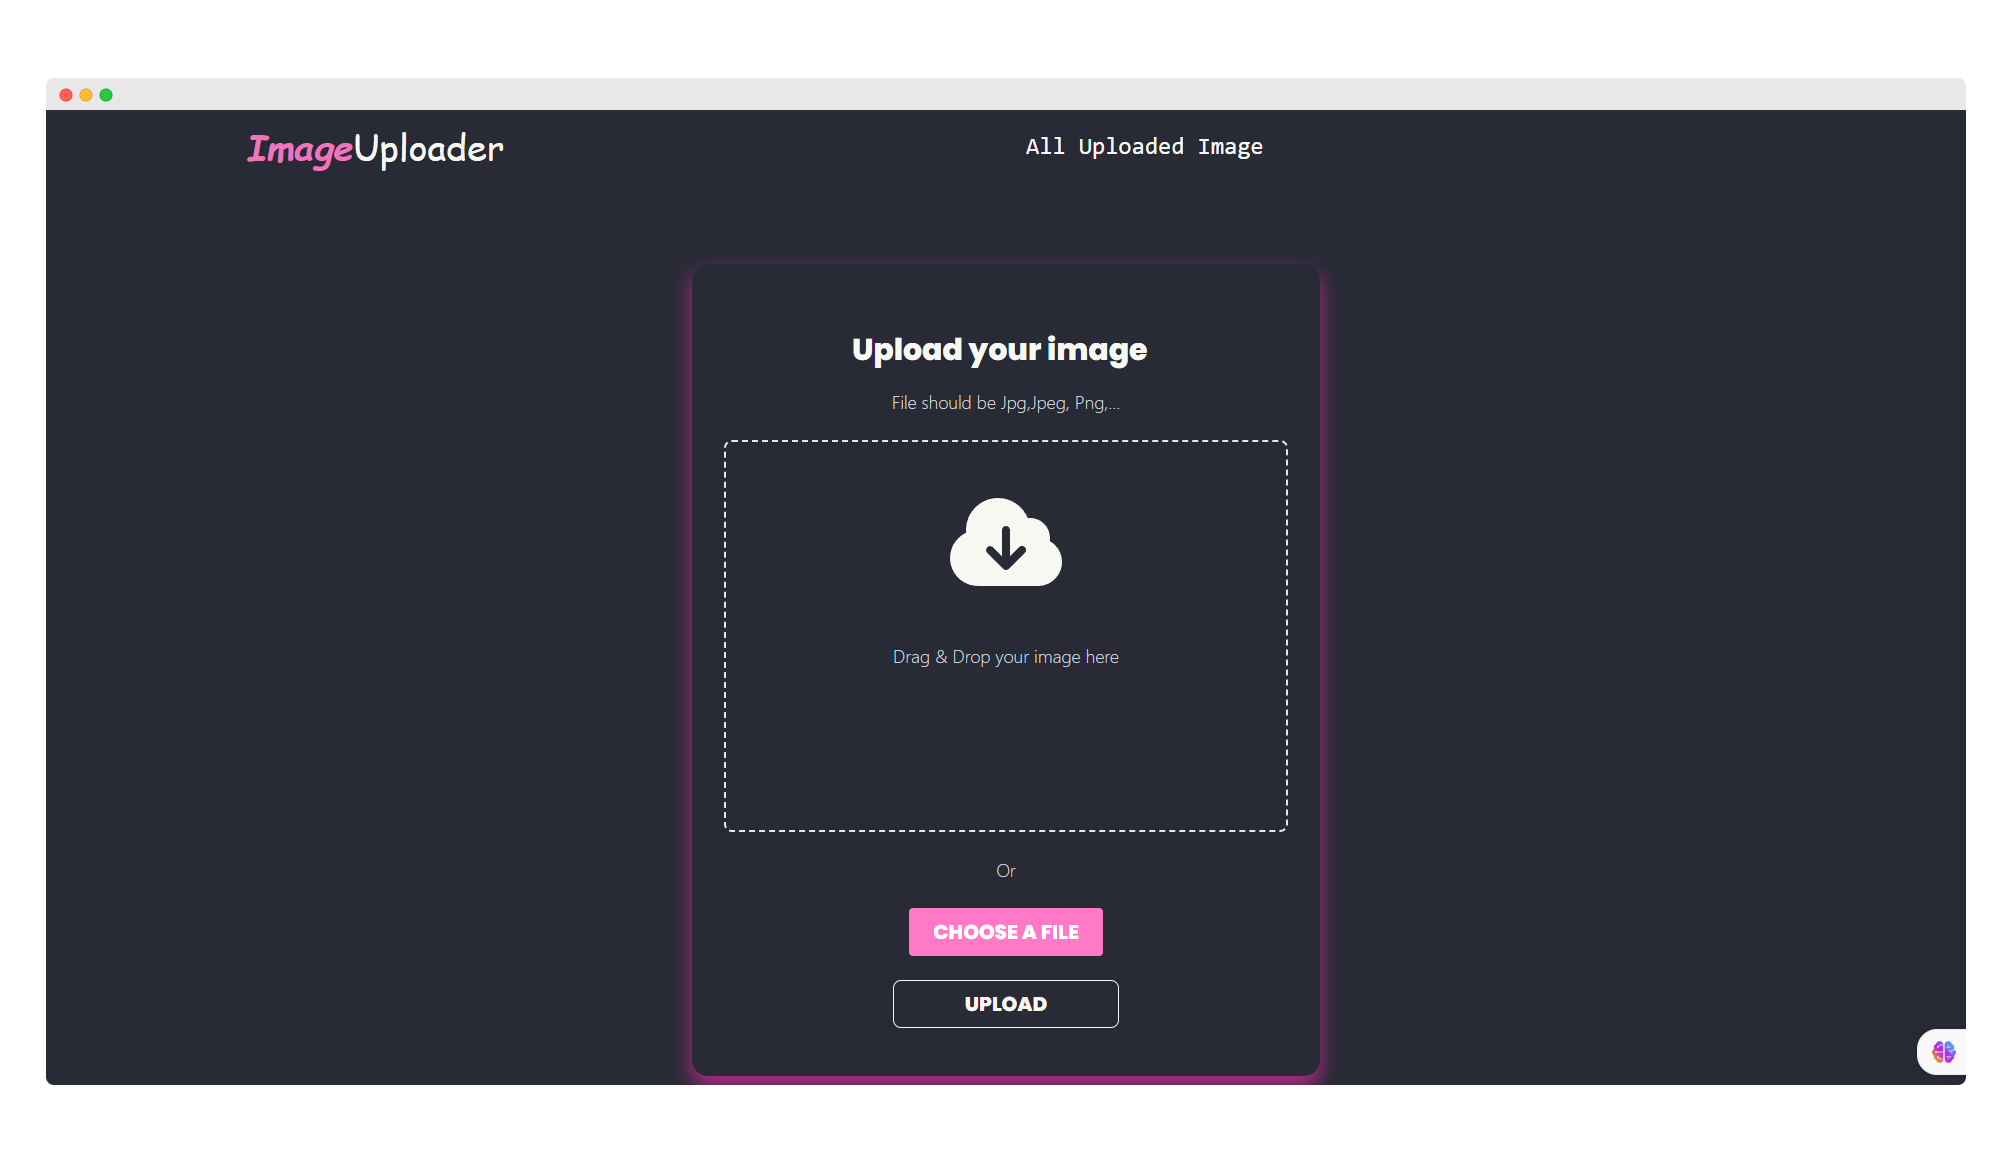 ImageUploader
All Uploaded Image
Upload your image
File should be Jpg,Jpeg, Png,...
Drag & Drop your image here
Or
CHOOSE A FILE
UPLOAD